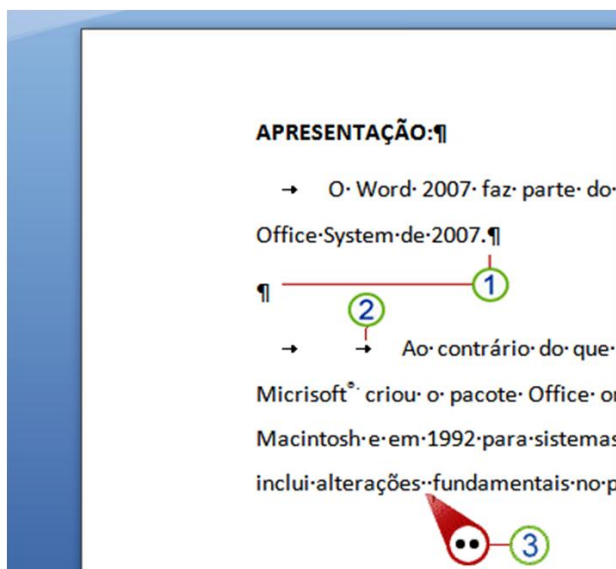 APRESENTAÇÃO:¶
→ O· Word· 2007· faz· parte· do·
Office·System·de·2007.¶
1
¶
2
→ → Ao· contrário· do· que·
Micrisoft®· criou· o· pacote· Office·
Macintosh·e·em·1992·para·sistemas
inclui·alterações··fundamentais·no·
3